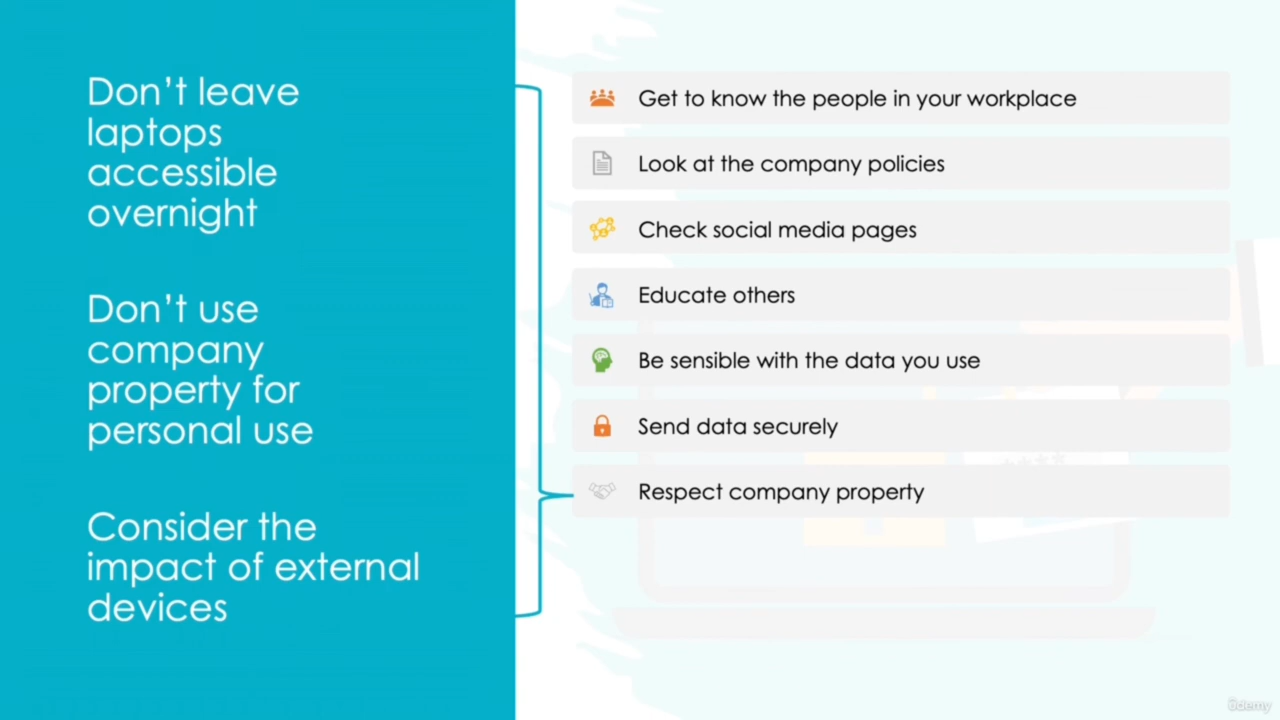 Don't leave
laptops
accessible
overnight
Don't use
company
property for
personal use
Consider the
impact of external
devices
Get to know the people in your workplace
Look at the company policies
Check social media pages
Educate others
Be sensible with the data you use
Send data securely
Respect company property
ûdemy